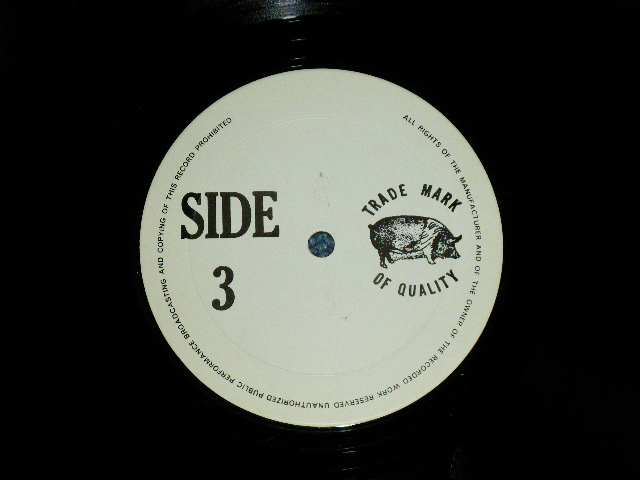 SIDE
3
TRADE MARK
OF QUALITY
ALL RIGHTS OF THE MANUFACTURER AND OF THE OWNER OF THE RECORDED WORK RESERVED UNAUTHORIZED PUBLIC PERFORMANCE BROADCASTING AND COPYING OF THIS RECORD PROHIBITED